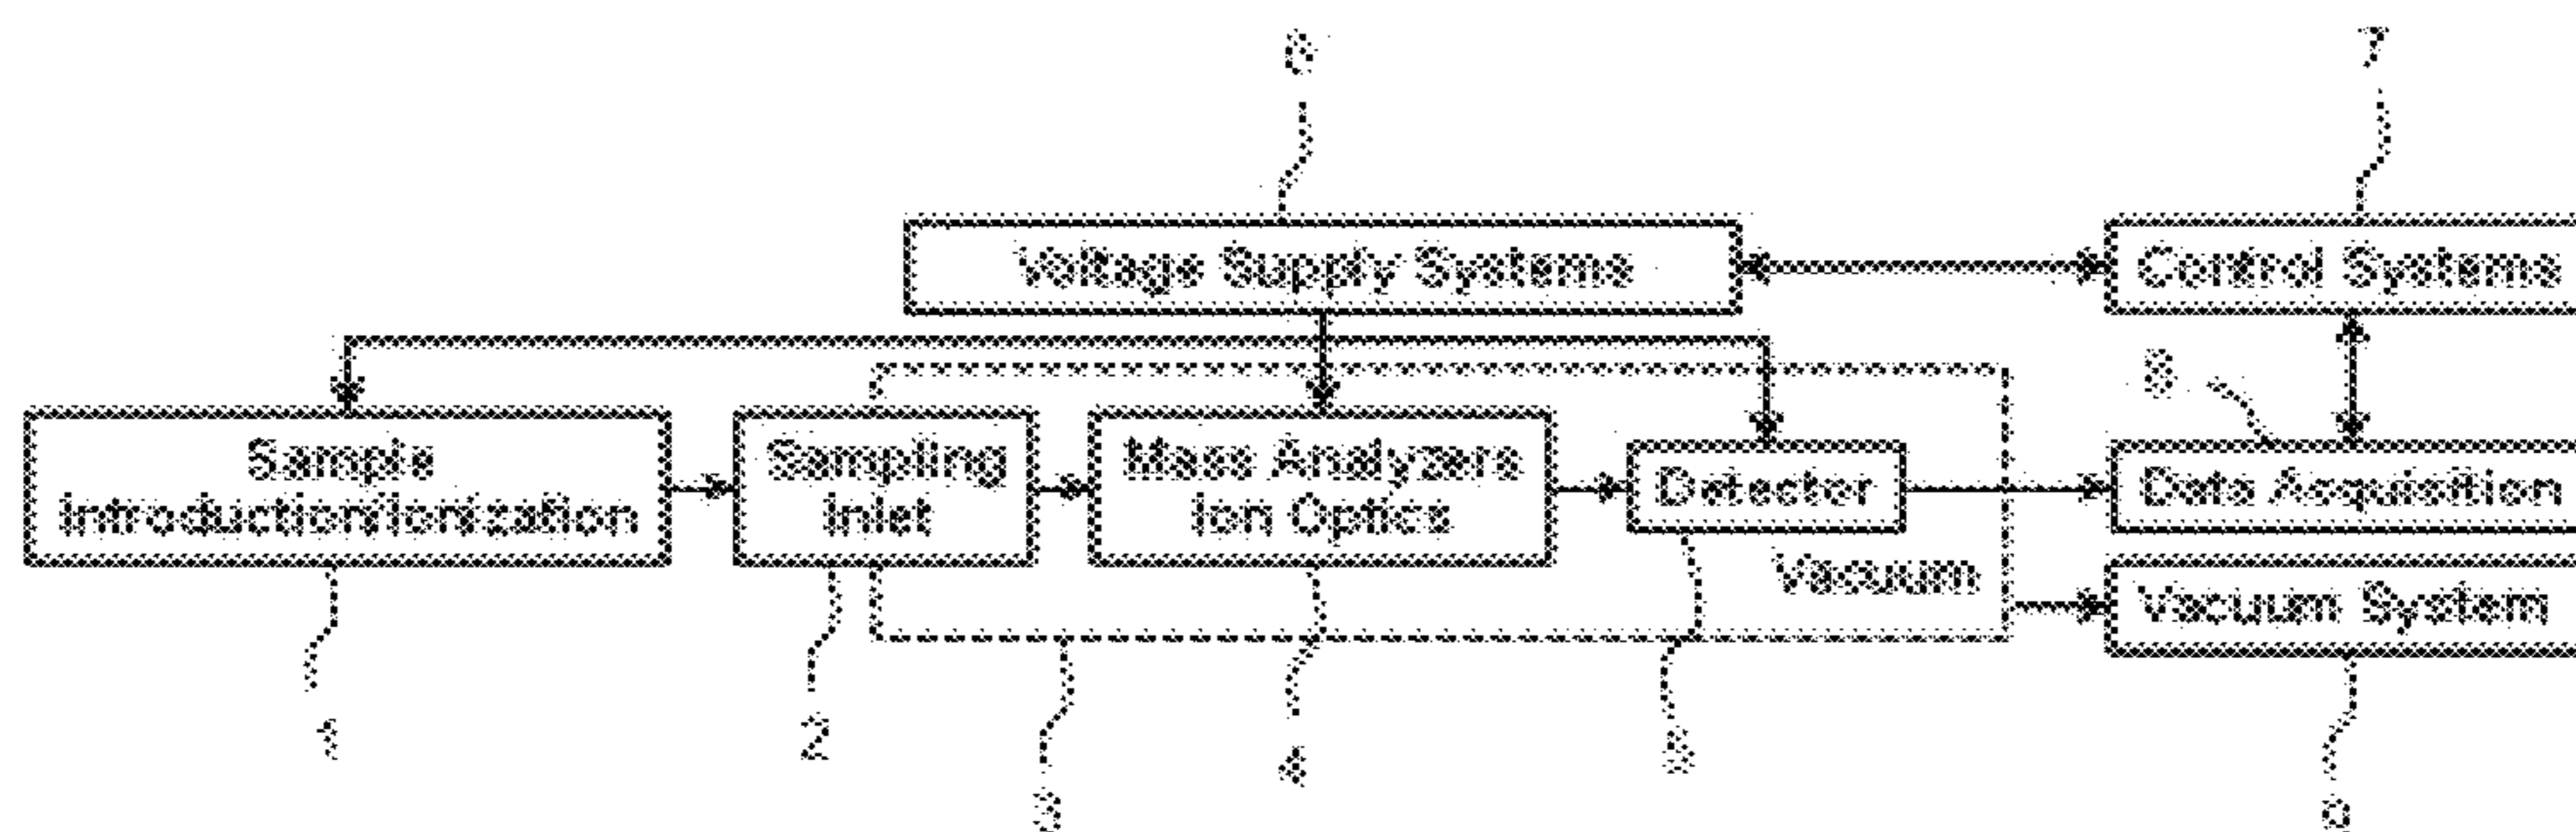 6
7
Voltage Supply Systems
Control Systems
8
Sample
Introduction/Ionization
Sampling
Inlet
Mass Analyzers
Ion Optics
Detector
Data Acquisition
Vacuum
Vacuum System
1
2
3
4
5
9